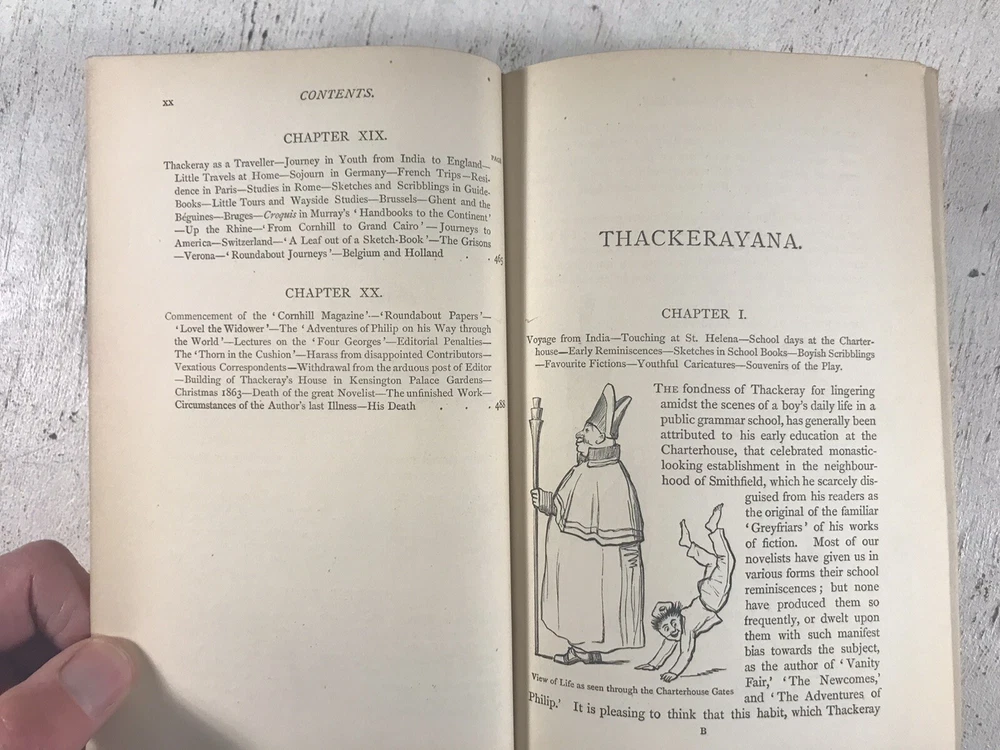 xx
CONTENTS.
CHAPTER XIX.
PAGE
Thackeray as a Traveller—Journey in Youth from India to England—
Little Travels at Home—Sojourn in Germany—French Trips—Resi-
dence in Paris—Studies in Rome—Sketches and Scribblings in Guide-
Books—Little Tours and Wayside Studies—Brussels—Ghent and the
Béguines—Bruges—Croquis in Murray's ‘Handbooks to the Continent’
—Up the Rhine—‘From Cornhill to Grand Cairo’—Journeys to
America—Switzerland—‘A Leaf out of a Sketch-Book’—The Grisons
—Verona—‘Roundabout Journeys’—Belgium and Holland . . 465
CHAPTER XX.
Commencement of the ‘Cornhill Magazine’—‘Roundabout Papers’—
‘Lovel the Widower’—The ‘Adventures of Philip on his Way through
the World’—Lectures on the ‘Four Georges’—Editorial Penalties—
The ‘Thorn in the Cushion’—Harass from disappointed Contributors—
Vexatious Correspondents—Withdrawal from the arduous post of Editor
—Building of Thackeray's House in Kensington Palace Gardens—
Christmas 1863—Death of the great Novelist—The unfinished Work—
Circumstances of the Author's last Illness—His Death . . . 488
THACKERAYANA.
CHAPTER I.
Voyage from India—Touching at St. Helena—School days at the Charter-
house—Early Reminiscences—Sketches in School Books—Boyish Scribblings
—Favourite Fictions—Youthful Caricatures—Souvenirs of the Play.
THE fondness of Thackeray for lingering
amidst the scenes of a boy's daily life in a
public grammar school, has generally been
attributed to his early education at the
Charterhouse, that celebrated monastic-
looking establishment in the neighbour-
hood of Smithfield, which he scarcely dis-
guised from his readers as
the original of the familiar
‘Greyfriars’ of his works
of fiction. Most of our
novelists have given us in
various forms their school
reminiscences; but none
have produced them so
frequently, or dwelt upon
them with such manifest
bias towards the subject,
as the author of ‘Vanity
Fair,’ ‘The Newcomes,’
and ‘The Adventures of
View of Life as seen through the Charterhouse Gates
Philip.’ It is pleasing to think that this habit, which Thackeray
B